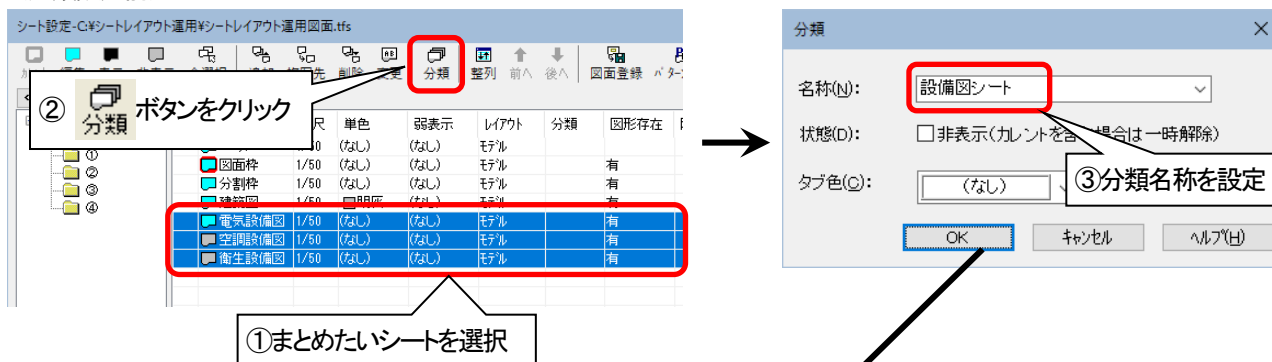 シート設定-C:¥シートレイアウト運用¥シートレイアウト運用図面.tfs
分類 整列 前へ 後へ 図面登録
② 分類 ボタンをクリック
単色 弱表示 レイアウト 分類 図形存在
(なし) (なし) モデル
図面枠 1/50 (なし) (なし) モデル 有
分割枠 1/50 (なし) (なし) モデル 有
電気設備図 1/50 (なし) (なし) モデル 有
空調設備図 1/50 (なし) (なし) モデル 有
衛生設備図 1/50 (なし) (なし) モデル 有
①
②
③
④
①まとめたいシートを選択
分類
名称(N): 設備図シート
状態(D): 非表示(カレントを含 場合は一時解除)
③分類名称を設定
タブ色(C): (なし)
OK キャンセル ヘルプ(H)